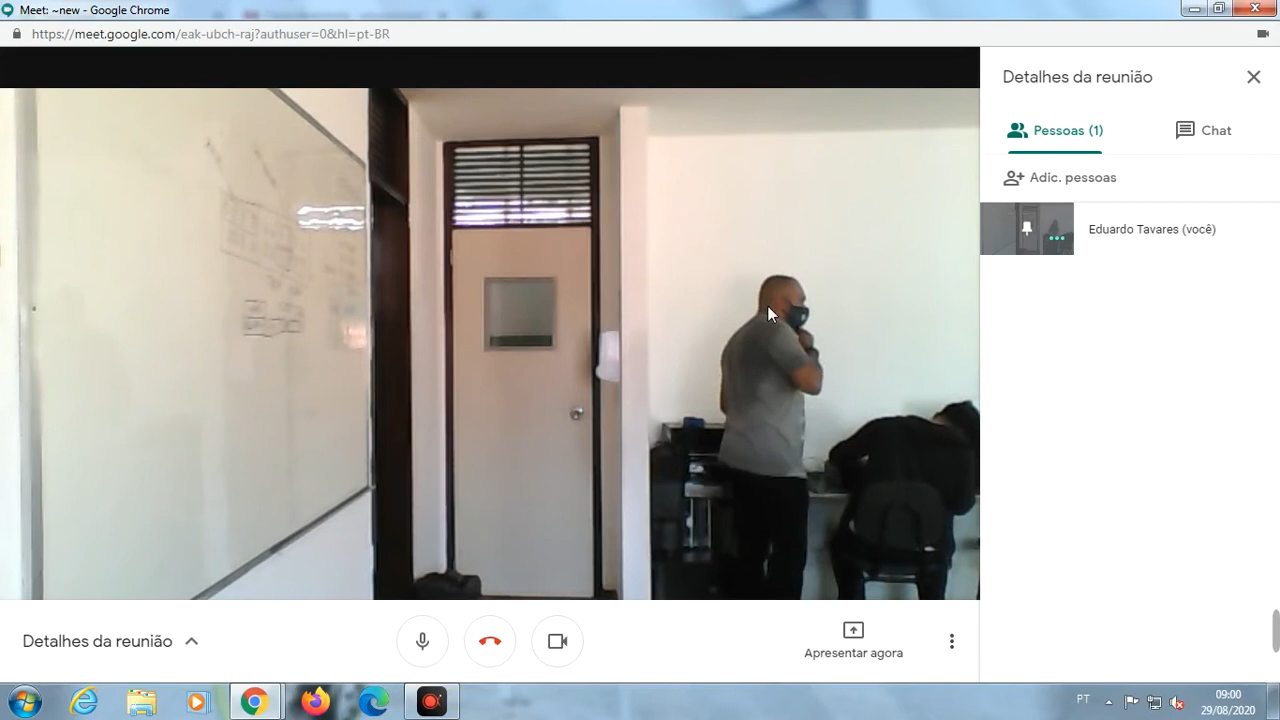 Meet: ~new - Google Chrome
https://meet.google.com/eak-ubch-raj?authuser=0&hl=pt-BR
Detalhes da reunião
Pessoas (1)
Chat
Adic. pessoas
Eduardo Tavares (você)
Detalhes da reunião
Apresentar agora
PT
09:00
29/08/2020